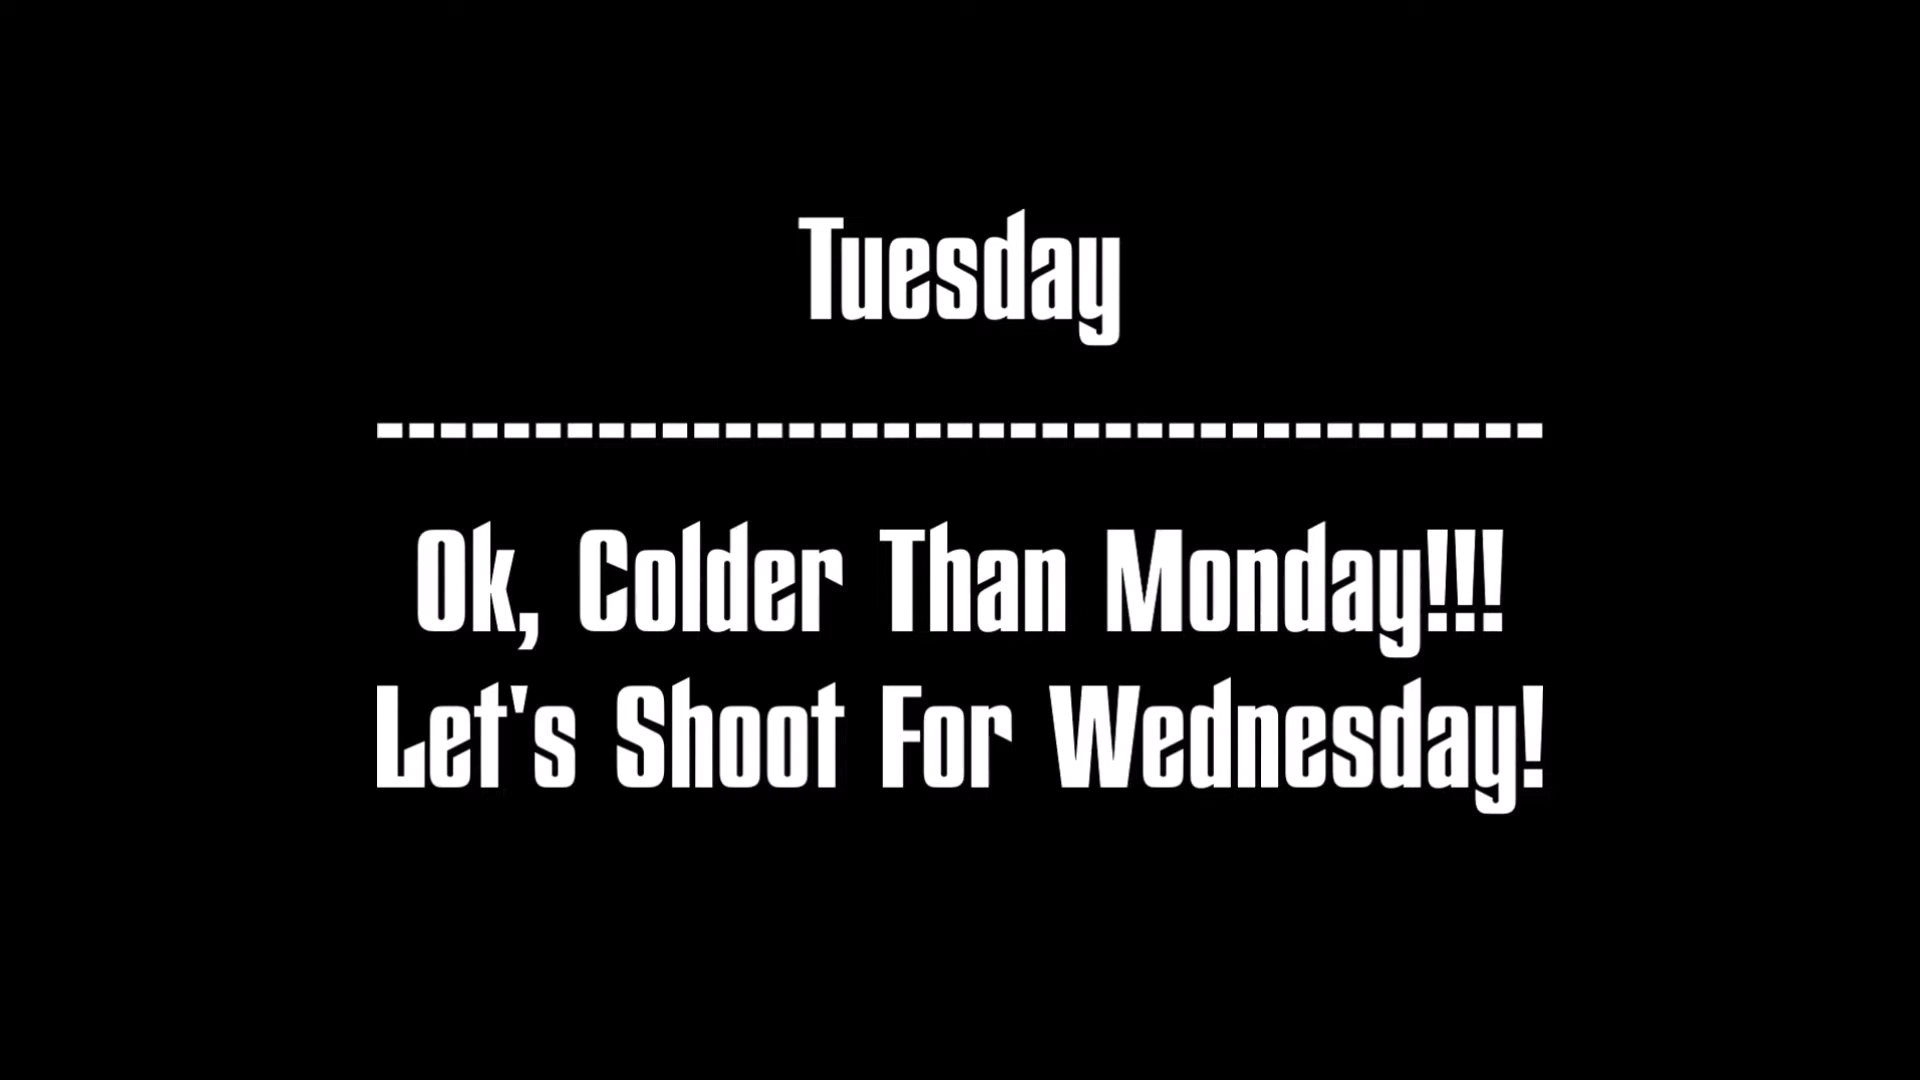 Tuesday
-------------------------------------
Ok, Colder Than Monday!!!
Let's Shoot For Wednesday!